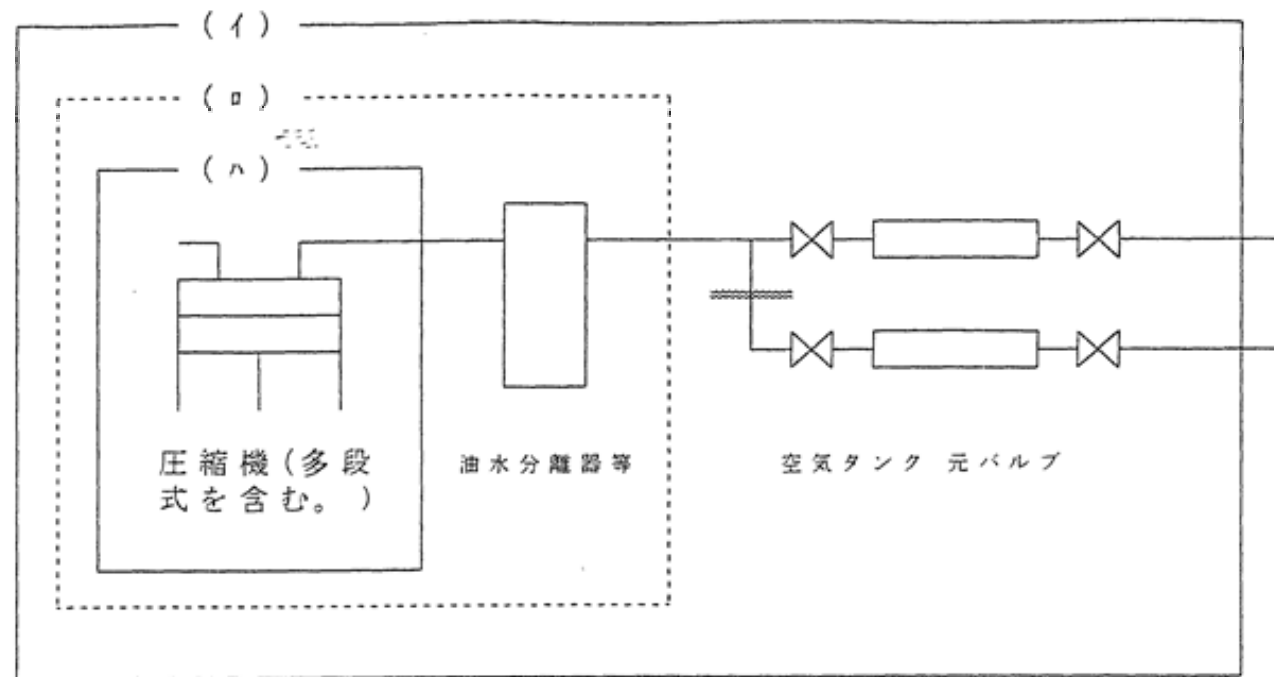 (イ)
(ロ)
(ハ)
圧縮機(多段
式を含む。)
油水分離器等
空気タンク 元バルブ